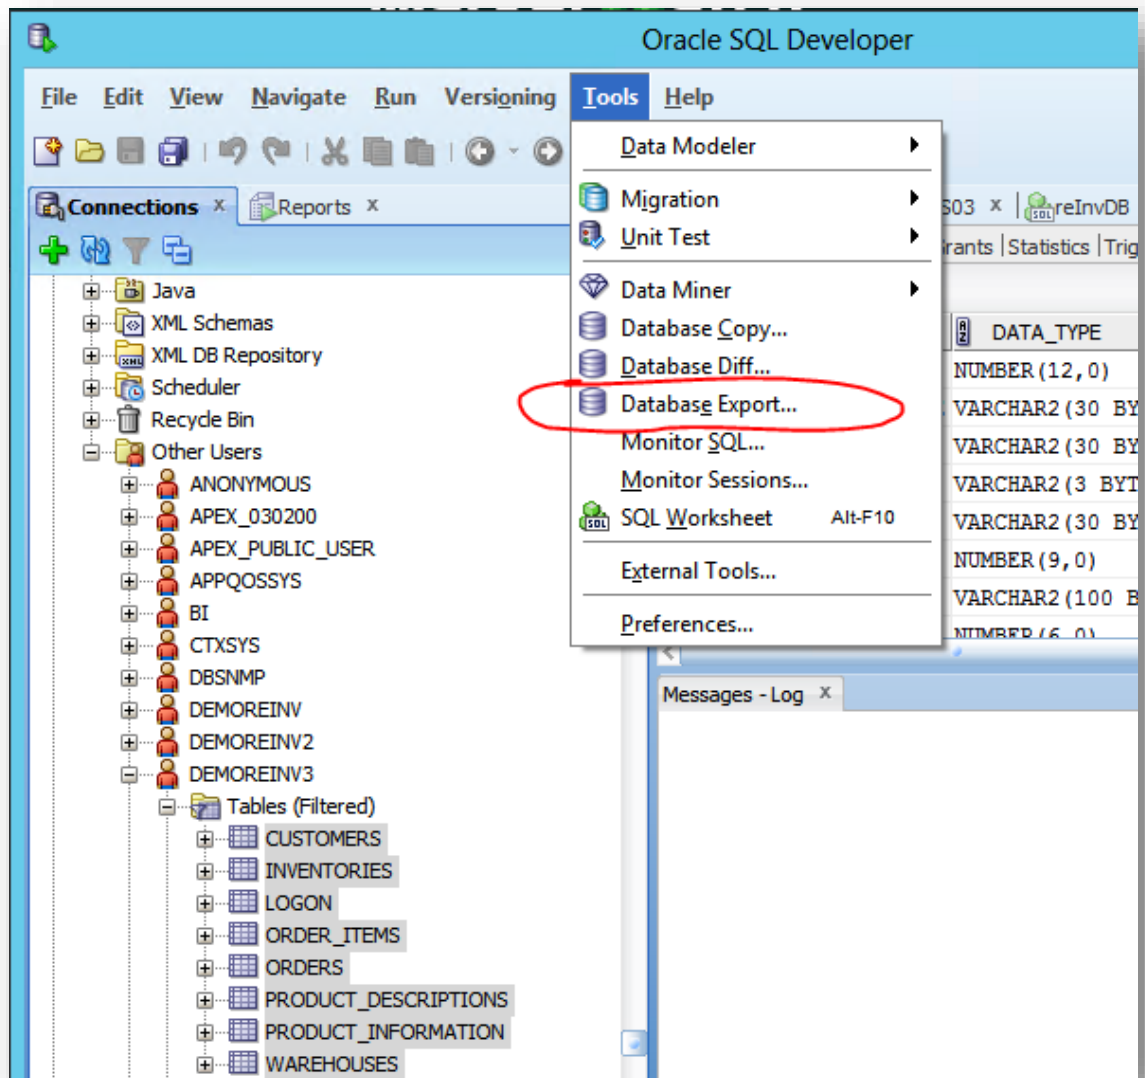 Oracle SQL Developer
File Edit View Navigate Run Versioning Tools Help
Connections x Reports x
Java
XML Schemas
XML DB Repository
Scheduler
Recycle Bin
Other Users
ANONYMOUS
APEX_030200
APEX_PUBLIC_USER
APPQOSSYS
BI
CTXSYS
DBSNMP
DEMOREINV
DEMOREINV2
DEMOREINV3
Tables (Filtered)
CUSTOMERS
INVENTORIES
LOGON
ORDER_ITEMS
ORDERS
PRODUCT_DESCRIPTIONS
PRODUCT_INFORMATION
WAREHOUSES
Data Modeler
Migration
Unit Test
Data Miner
Database Copy...
Database Diff...
Database Export...
Monitor SQL...
Monitor Sessions...
SQL Worksheet Alt-F10
External Tools...
Preferences...
S03 x reInvDB
rants Statistics Trig
DATA_TYPE
NUMBER(12,0)
VARCHAR2(30 BY
VARCHAR2(30 BY
VARCHAR2(3 BYT
VARCHAR2(30 BY
NUMBER(9,0)
VARCHAR2(100 B
NUMBER(6,0)
Messages - Log x